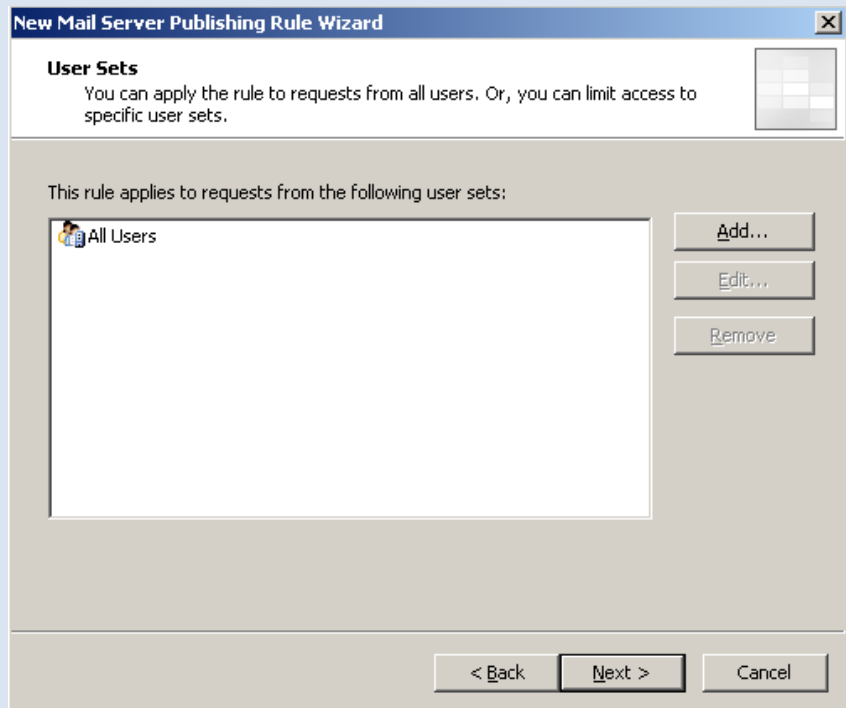 New Mail Server Publishing Rule Wizard
User Sets
You can apply the rule to requests from all users. Or, you can limit access to
specific user sets.
This rule applies to requests from the following user sets:
All Users
Add...
Edit...
Remove
< Back
Next >
Cancel